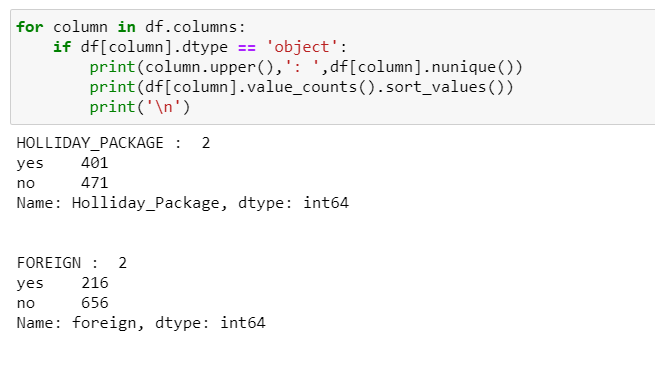 for column in df.columns:
    if df[column].dtype == 'object':
        print(column.upper(),': ',df[column].nunique())
        print(df[column].value_counts().sort_values())
        print('\n')
HOLLIDAY_PACKAGE :  2
yes    401
no     471
Name: Holliday_Package, dtype: int64
FOREIGN :  2
yes    216
no     656
Name: foreign, dtype: int64